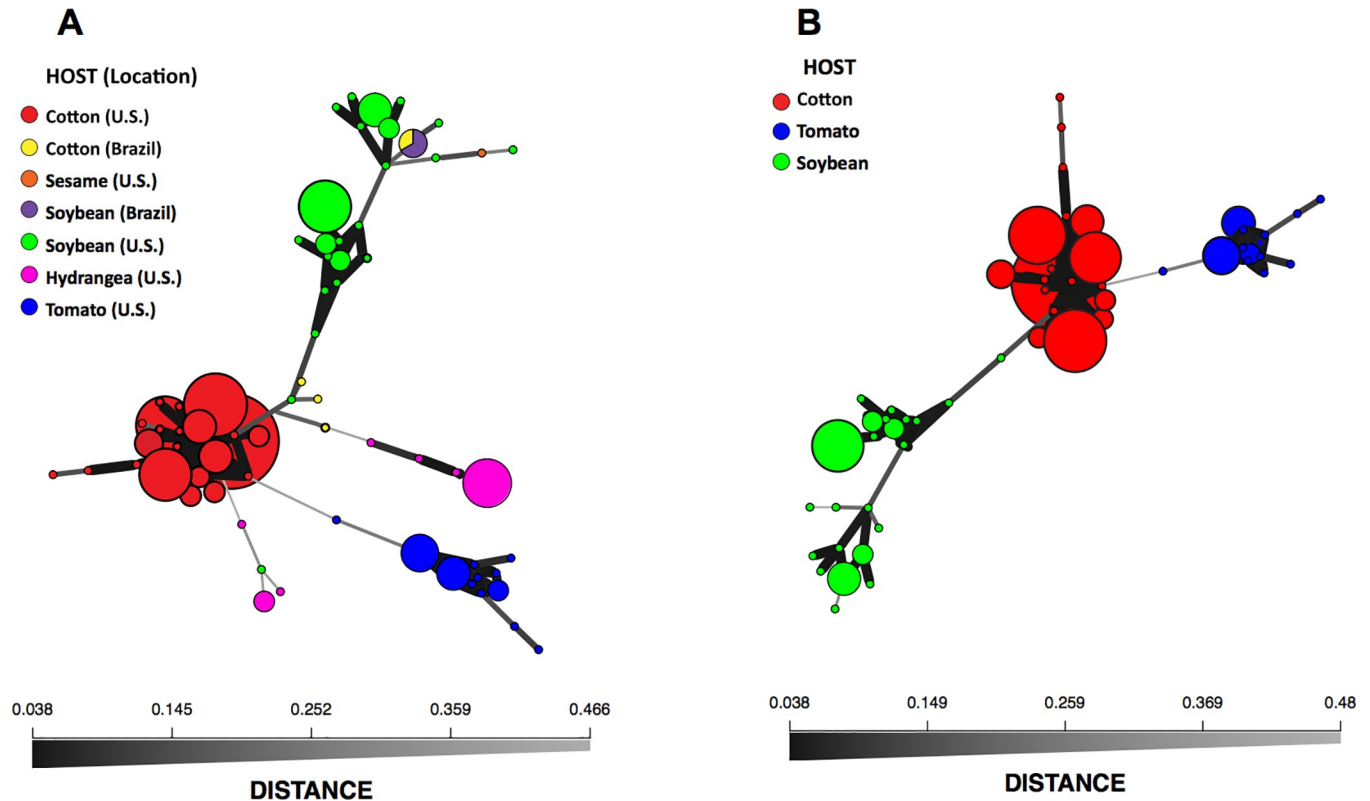 A
HOST (Location)
Cotton (U.S.)
Cotton (Brazil)
Sesame (U.S.)
Soybean (Brazil)
Soybean (U.S.)
Hydrangea (U.S.)
Tomato (U.S.)
0.038 0.145 0.252 0.359 0.466
DISTANCE
B
HOST
Cotton
Tomato
Soybean
0.038 0.149 0.259 0.369 0.48
DISTANCE